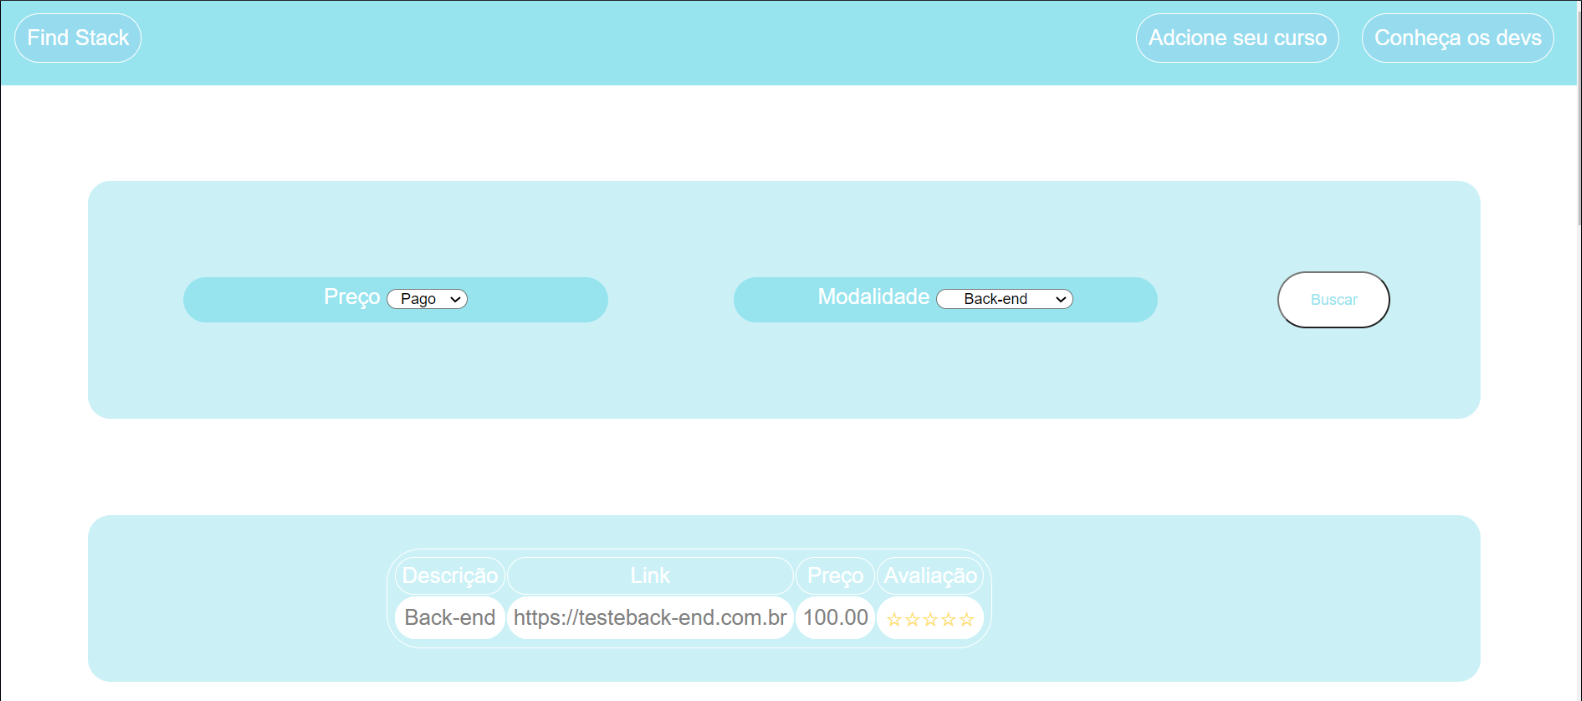 Find Stack Adcione seu curso Conheça os devs
Preço Pago Modalidade Back-end Buscar
Descrição Link Preço Avaliação
Back-end https://testeback-end.com.br 100.00 ☆☆☆☆☆